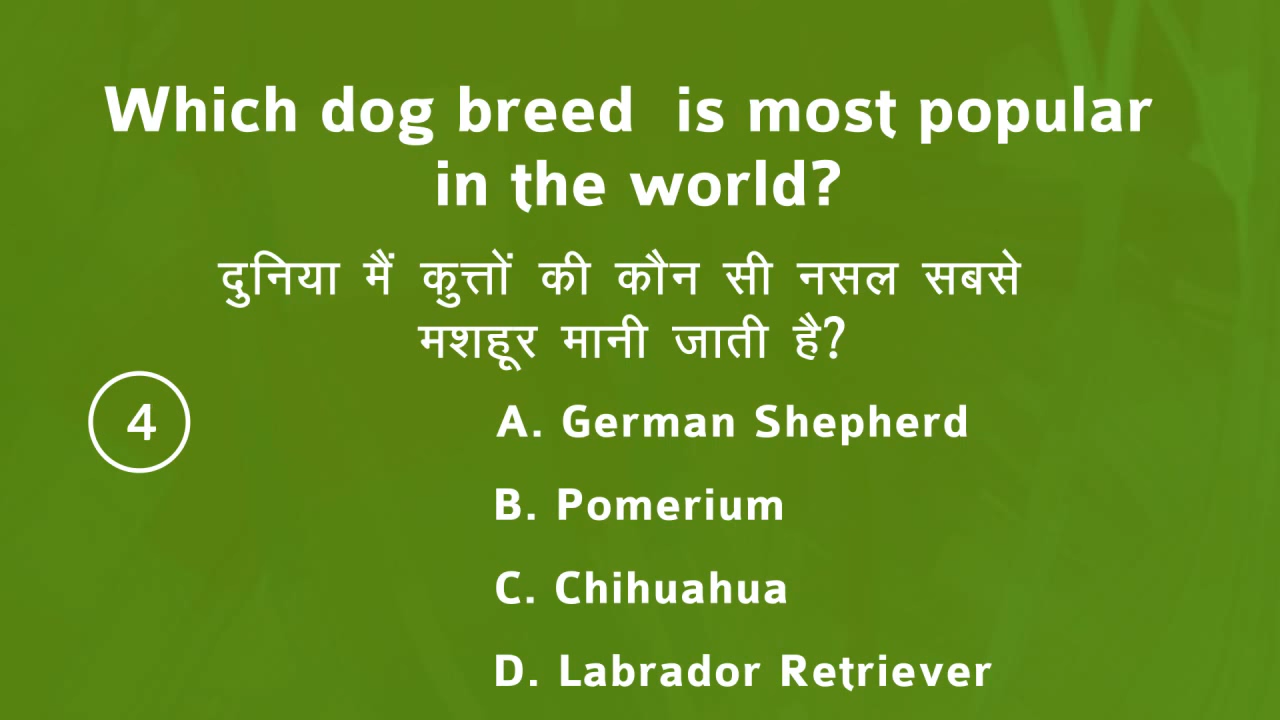 Which dog breed is most popular
in the world?
दुनिया मैं कुत्तों की कौन सी नसल सबसे
मशहूर मानी जाती है?
4
A. German Shepherd
B. Pomerium
C. Chihuahua
D. Labrador Retriever